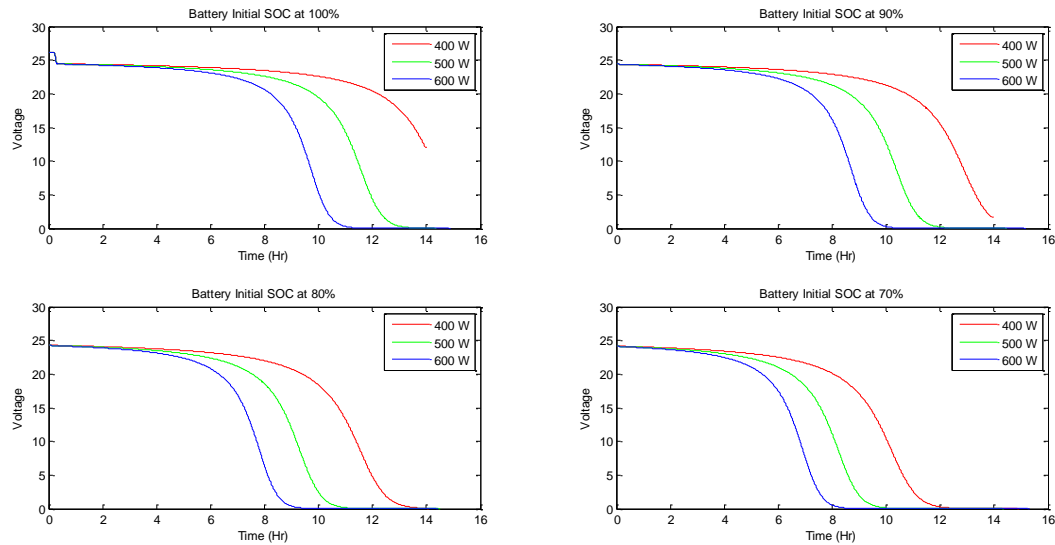 Battery Initial SOC at 100%
30
25
20
15
10
5
0
Voltage
400 W
500 W
600 W
0 2 4 6 8 10 12 14 16
Time (Hr)
Battery Initial SOC at 90%
30
25
20
15
10
5
0
Voltage
400 W
500 W
600 W
0 2 4 6 8 10 12 14 16
Time (Hr)
Battery Initial SOC at 80%
30
25
20
15
10
5
0
Voltage
400 W
500 W
600 W
0 2 4 6 8 10 12 14 16
Time (Hr)
Battery Initial SOC at 70%
30
25
20
15
10
5
0
Voltage
400 W
500 W
600 W
0 2 4 6 8 10 12 14 16
Time (Hr)